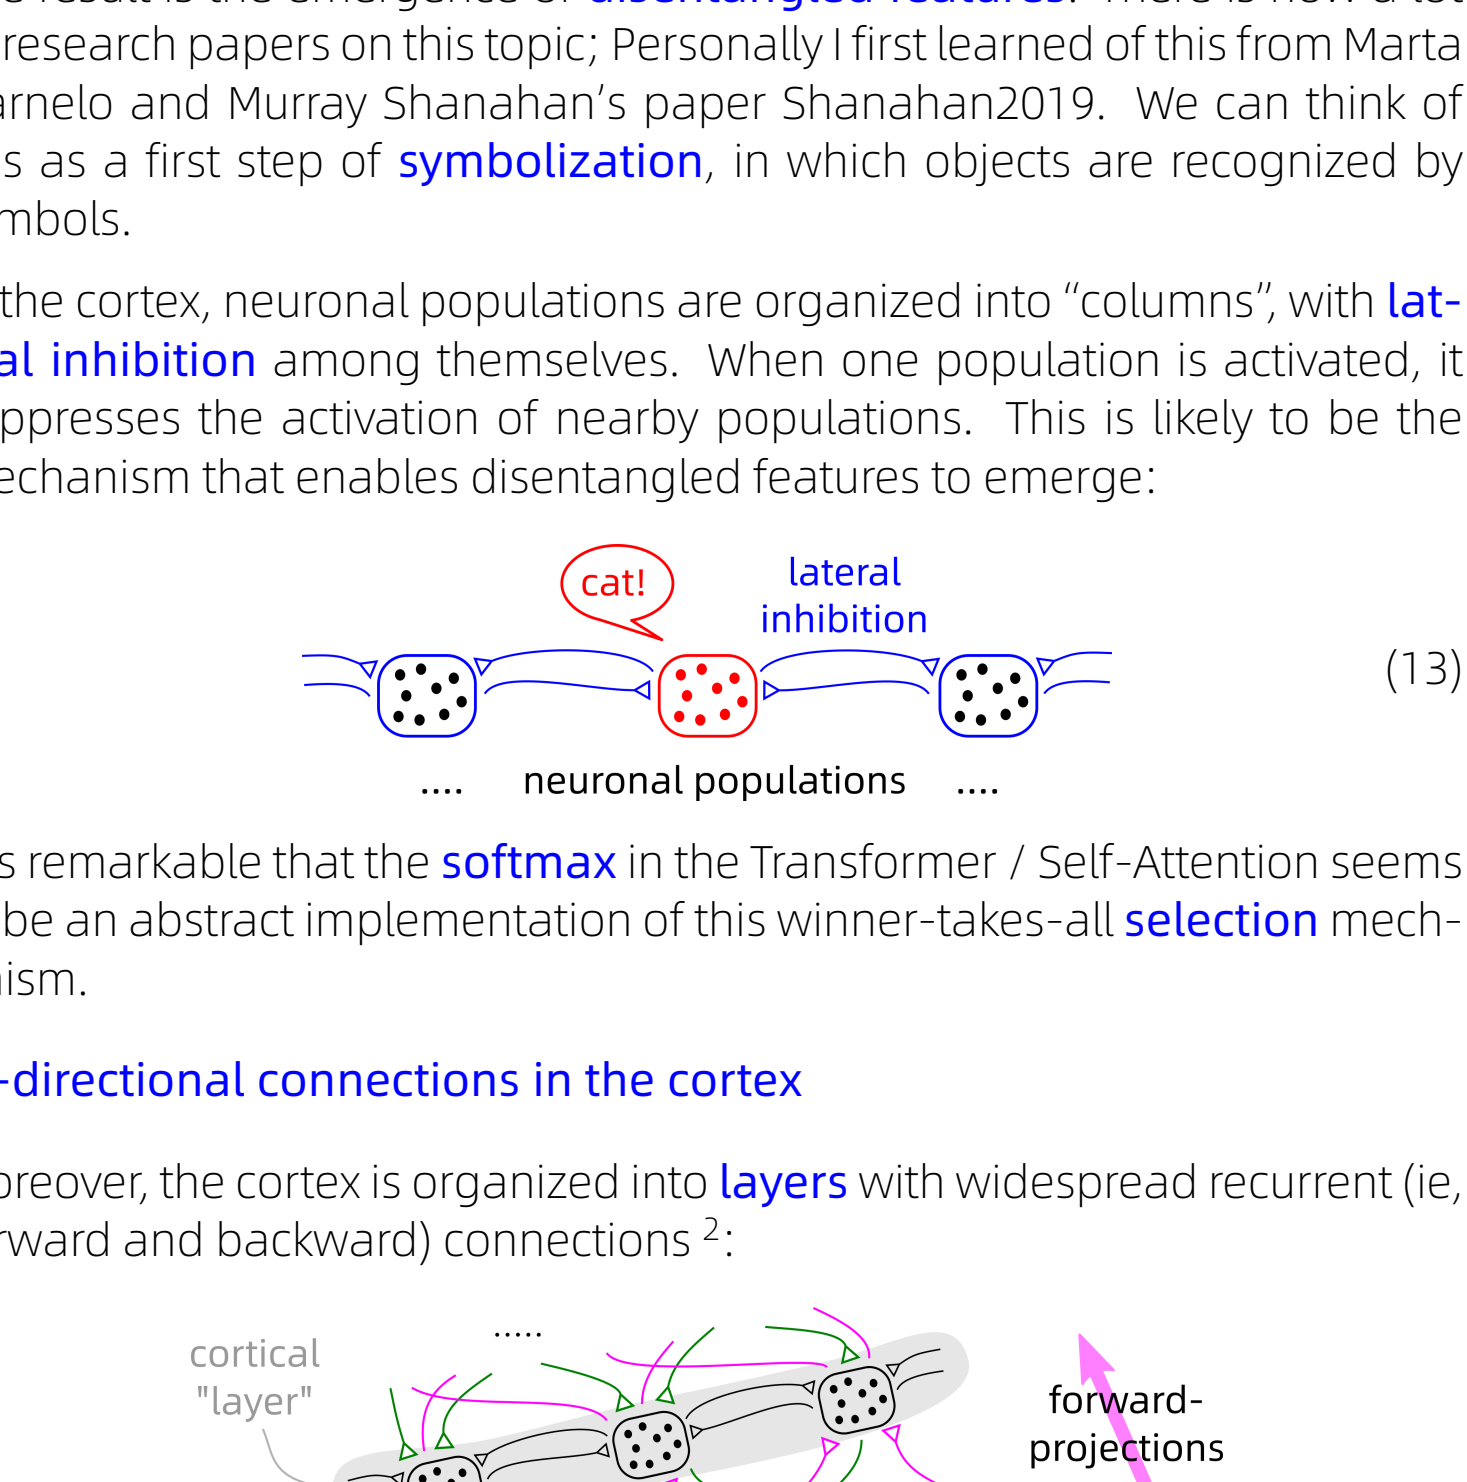 e result is the emergence of disentangled features. There is now a lot
research papers on this topic; Personally I first learned of this from Marta
arnelo and Murray Shanahan's paper Shanahan2019. We can think of
s as a first step of symbolization, in which objects are recognized by
mbols.
the cortex, neuronal populations are organized into “columns”, with lat-
al inhibition among themselves. When one population is activated, it
ppresses the activation of nearby populations. This is likely to be the
echanism that enables disentangled features to emerge:
cat!
lateral
inhibition
(13)
.... neuronal populations ....
s remarkable that the softmax in the Transformer / Self-Attention seems
be an abstract implementation of this winner-takes-all selection mech-
nism.
-directional connections in the cortex
oreover, the cortex is organized into layers with widespread recurrent (ie,
rward and backward) connections ²:
.....
cortical
"layer"
forward-
projections